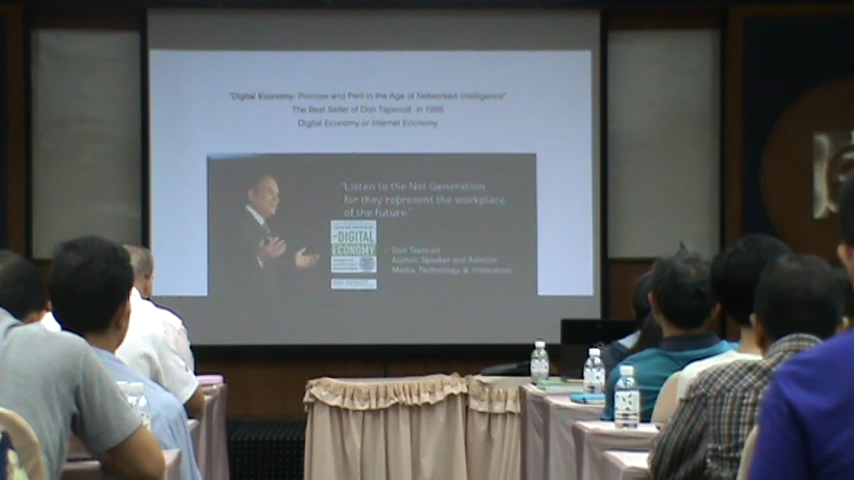 "Digital Economy: Promise and Peril in the Age of Networked Intelligence"
The Best Seller of Don Tapscott in 1995
Digital Economy or Internet Economy
"Listen to the Net Generation
for they represent the workplace
of the future"
DIGITAL
ECONOMY
– Don Tapscott
Author, Speaker and Advisor
Media, Technology & Innovation